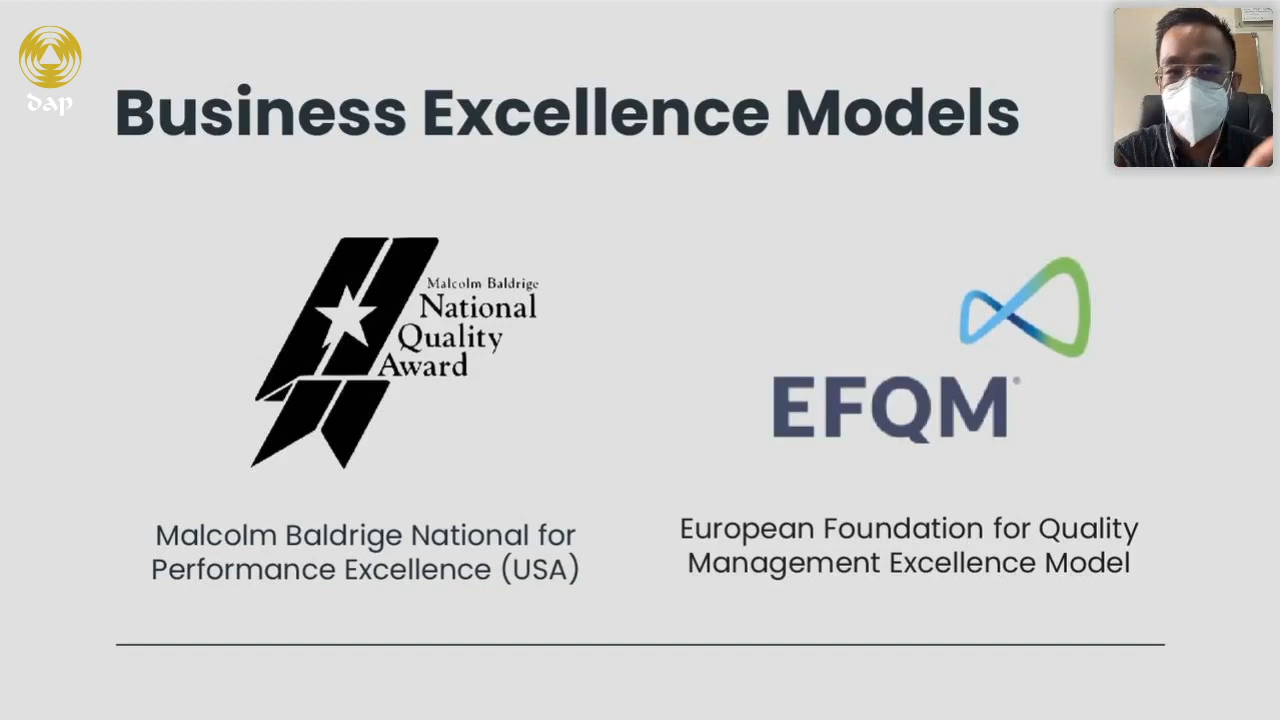 dap
Business Excellence Models
Malcolm Baldrige
National
Quality
Award
EFQM
Malcolm Baldrige National for
Performance Excellence (USA)
European Foundation for Quality
Management Excellence Model